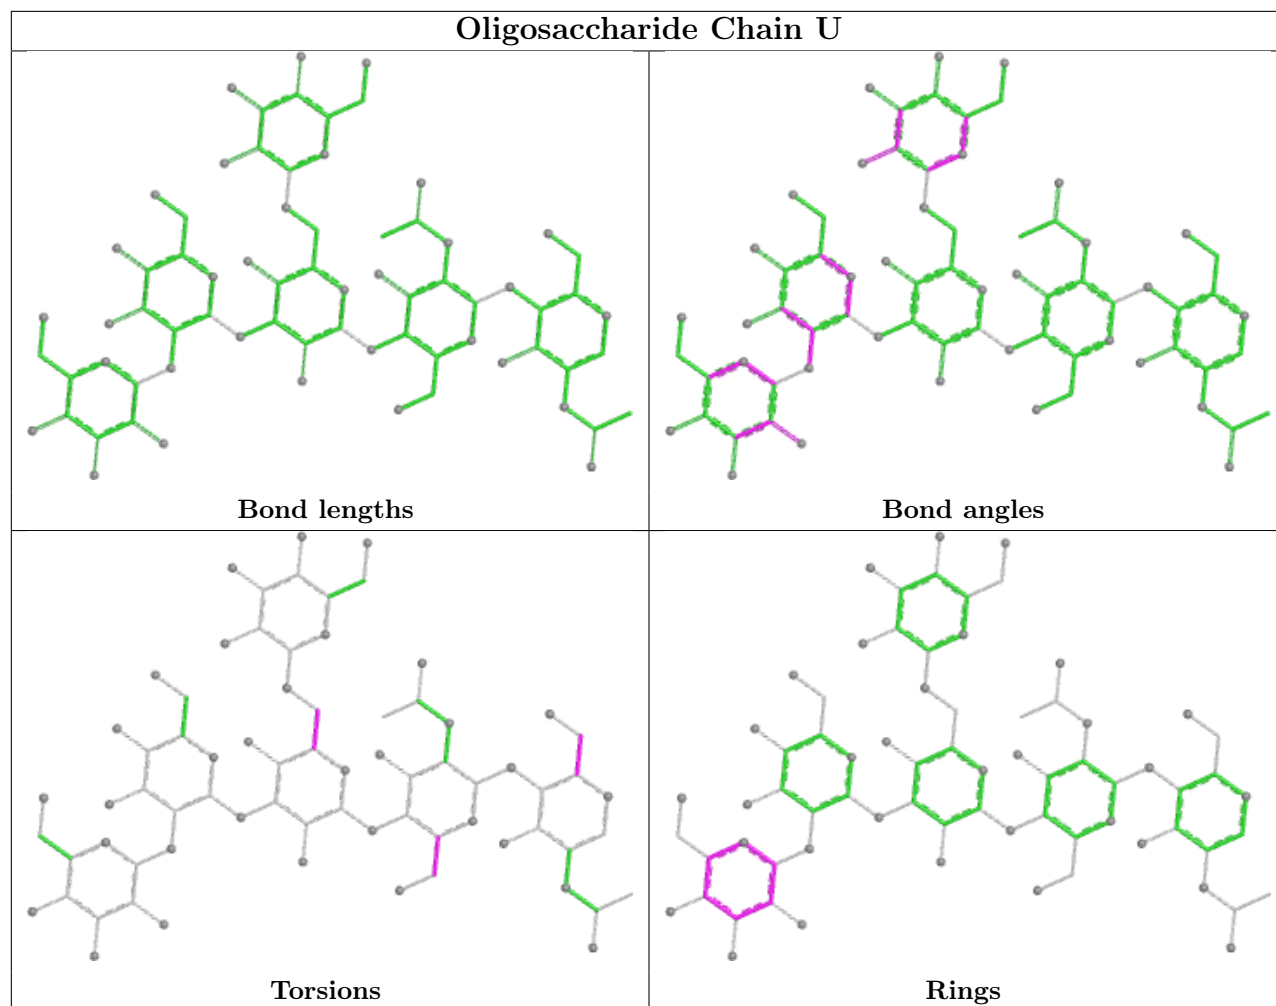 Oligosaccharide Chain U
Bond lengths
Bond angles
Torsions
Rings